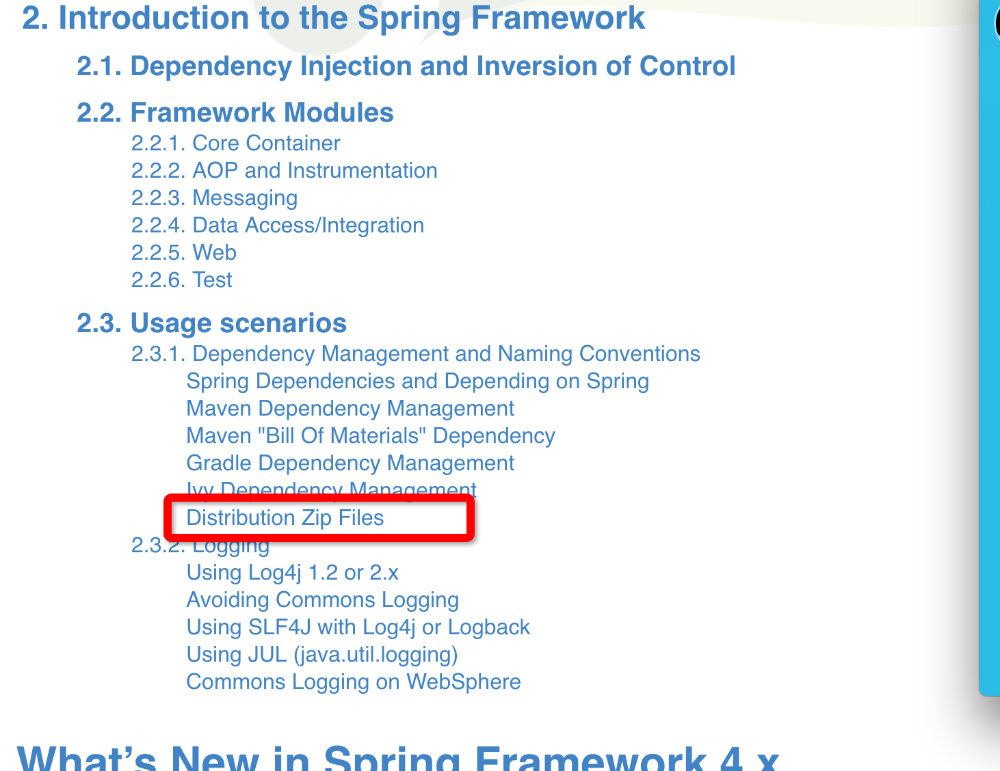 2. Introduction to the Spring Framework
2.1. Dependency Injection and Inversion of Control
2.2. Framework Modules
2.2.1. Core Container
2.2.2. AOP and Instrumentation
2.2.3. Messaging
2.2.4. Data Access/Integration
2.2.5. Web
2.2.6. Test
2.3. Usage scenarios
2.3.1. Dependency Management and Naming Conventions
Spring Dependencies and Depending on Spring
Maven Dependency Management
Maven "Bill Of Materials" Dependency
Gradle Dependency Management
Ivy Dependency Management
Distribution Zip Files
2.3.2. Logging
Using Log4j 1.2 or 2.x
Avoiding Commons Logging
Using SLF4J with Log4j or Logback
Using JUL (java.util.logging)
Commons Logging on WebSphere
What’s New in Spring Framework 4.x